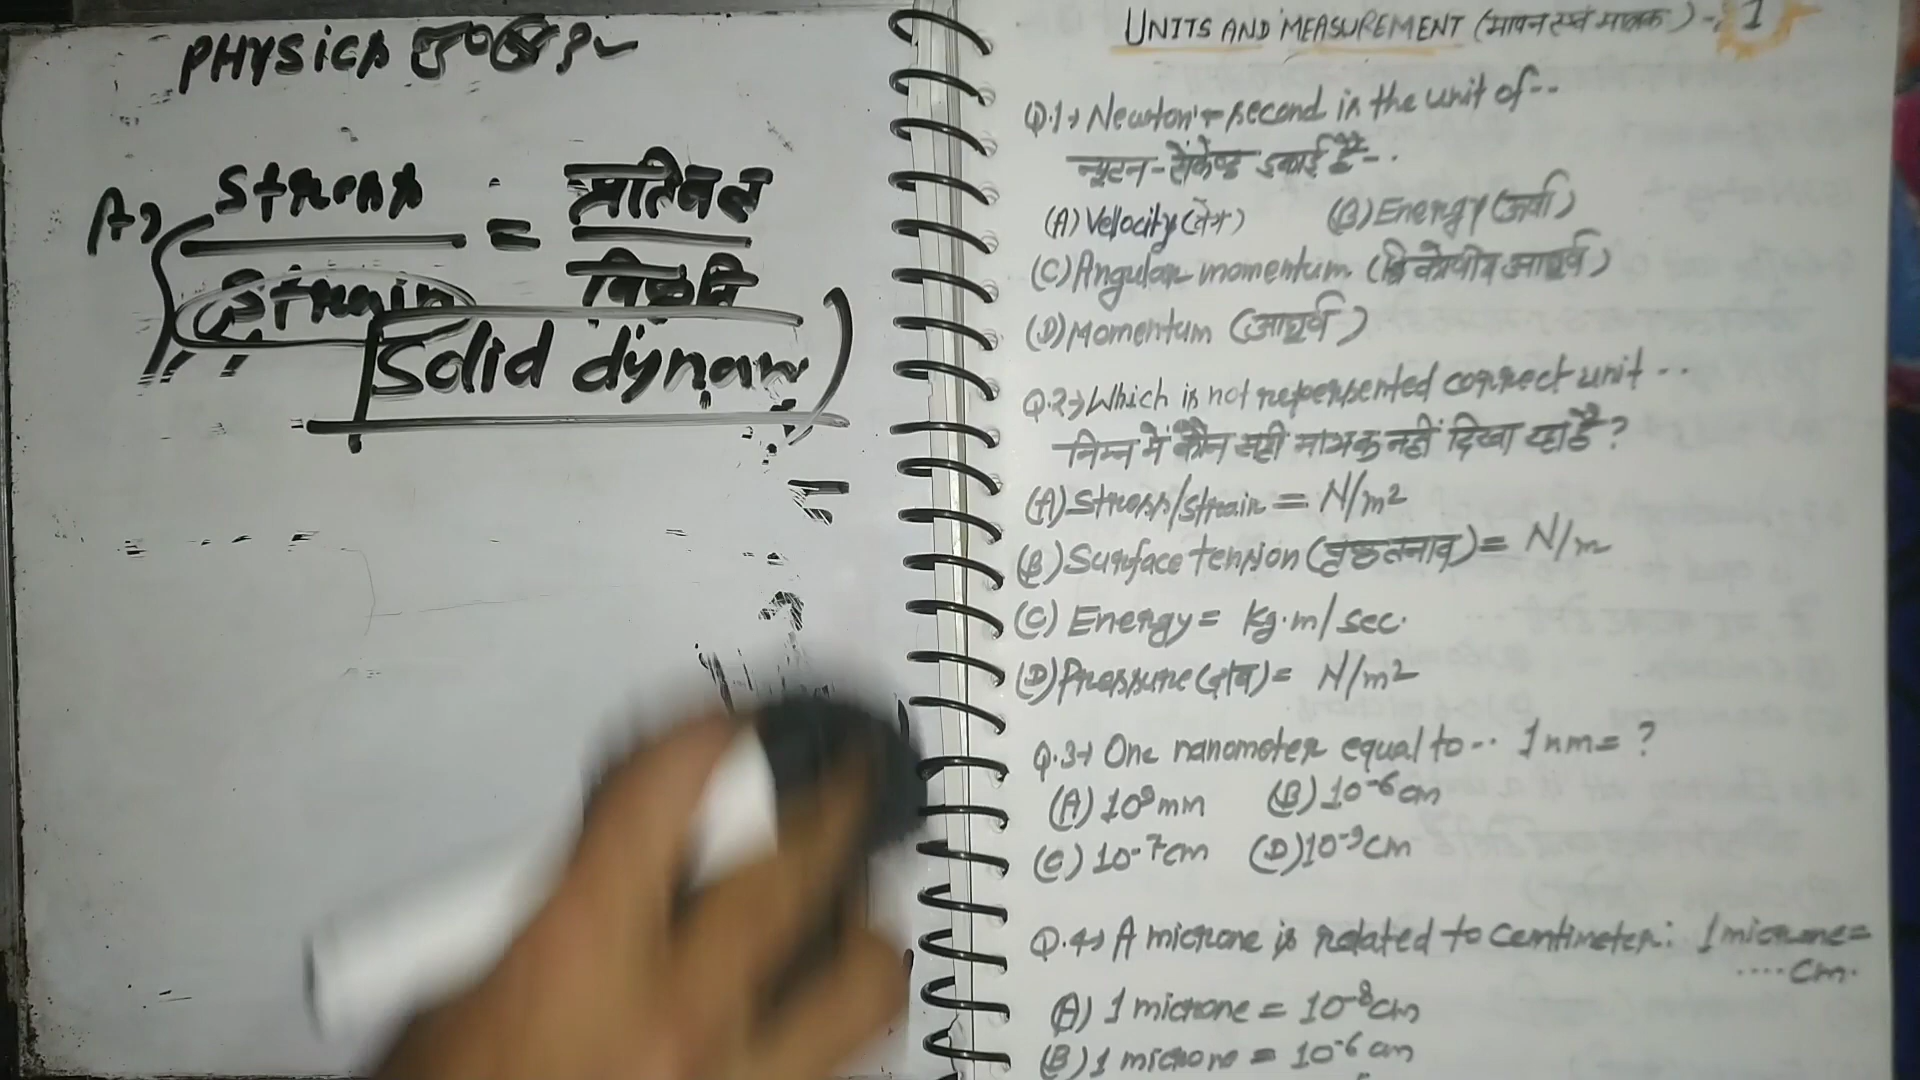 PHYSICS
A→ Stress = प्रतिबल
Strain विकृति
Solid dynam
=
UNITS AND MEASUREMENT (मापन एवं मात्रक) - 1
Q.1→ Newton-second is the unit of--
न्यूटन-सेकेण्ड इकाई है-.
(A) Vellocity (वेग) (B) Energy (ऊर्जा)
(C) Angular momentum (कोणीय आघूर्ण)
(D) Momentum (आघूर्ण)
Q.2→ Which is not repersented correct unit ..
निम्न में कौन सही मात्रक नहीं दिखा रहा है ?
(A) Stress/Strain = N/m²
(B) Surface tension (पृष्ठ तनाव) = N/m
(C) Energy = Kg.m/sec.
(D) Pressure (दाब) = N/m²
Q.3→ One nanometer equal to-- 1nm= ?
(A) 10⁹mm (B) 10⁻⁶cm
(C) 10⁻⁷cm (D) 10⁻⁹cm
Q.4→ A microne is related to centimeter: 1 microne=
.... Cm.
(A) 1 microne = 10⁻⁸cm
(B) 1 microne = 10⁻⁶cm